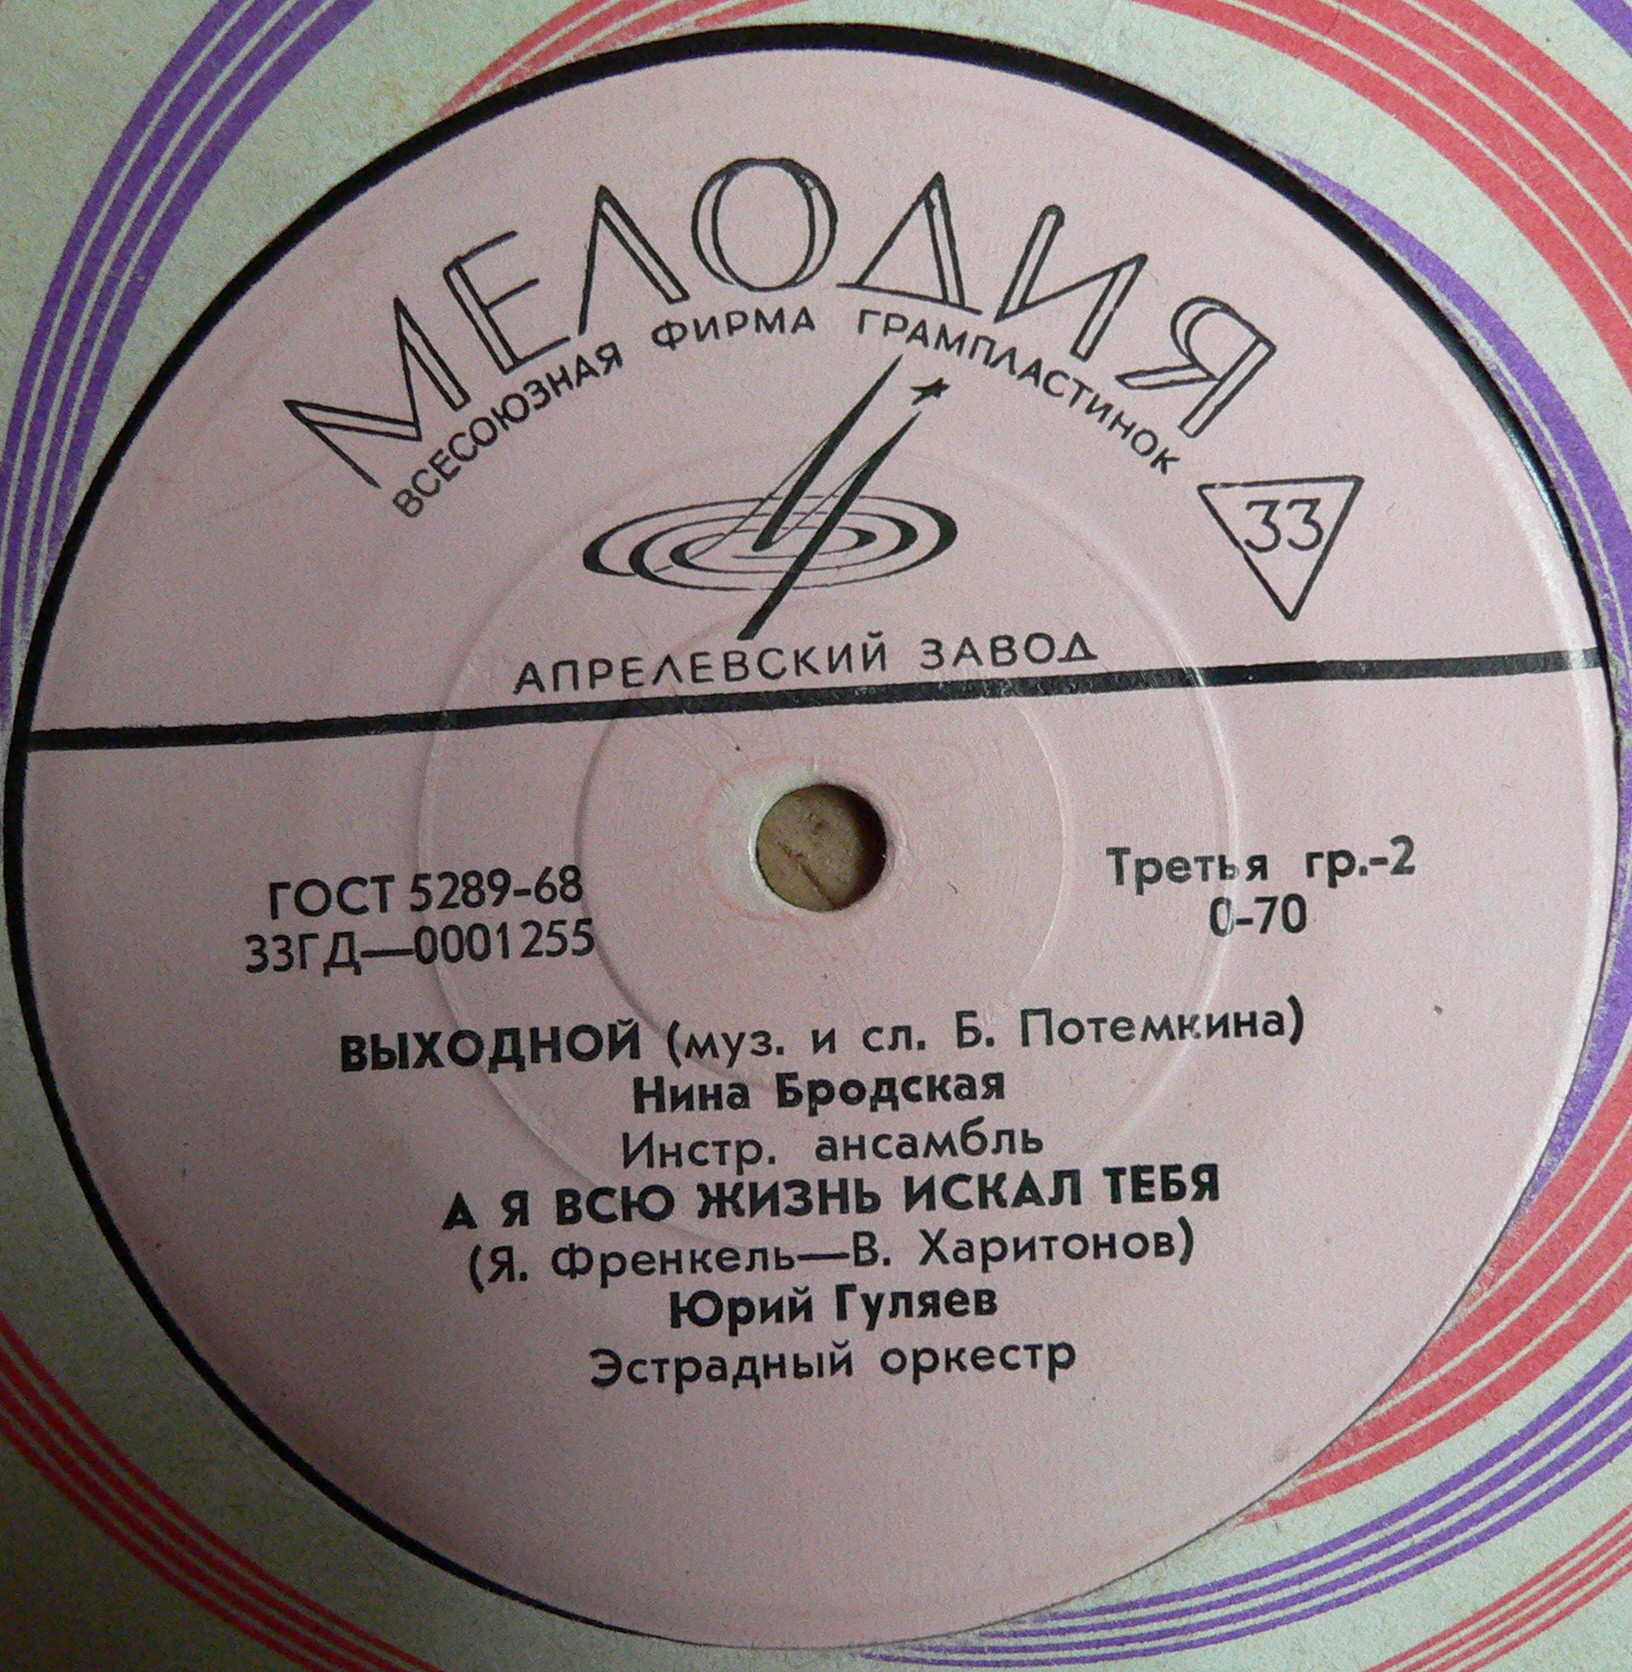 МЕЛОДИЯ
ВСЕСОЮЗНАЯ ФИРМА ГРАМПЛАСТИНОК
33
АПРЕЛЕВСКИЙ ЗАВОД
ГОСТ 5289-68
33ГД—0001255
Третья гр.-2
0-70
ВЫХОДНОЙ (муз. и сл. Б. Потемкина)
Нина Бродская
Инстр. ансамбль
А Я ВСЮ ЖИЗНЬ ИСКАЛ ТЕБЯ
(Я. Френкель—В. Харитонов)
Юрий Гуляев
Эстрадный оркестр